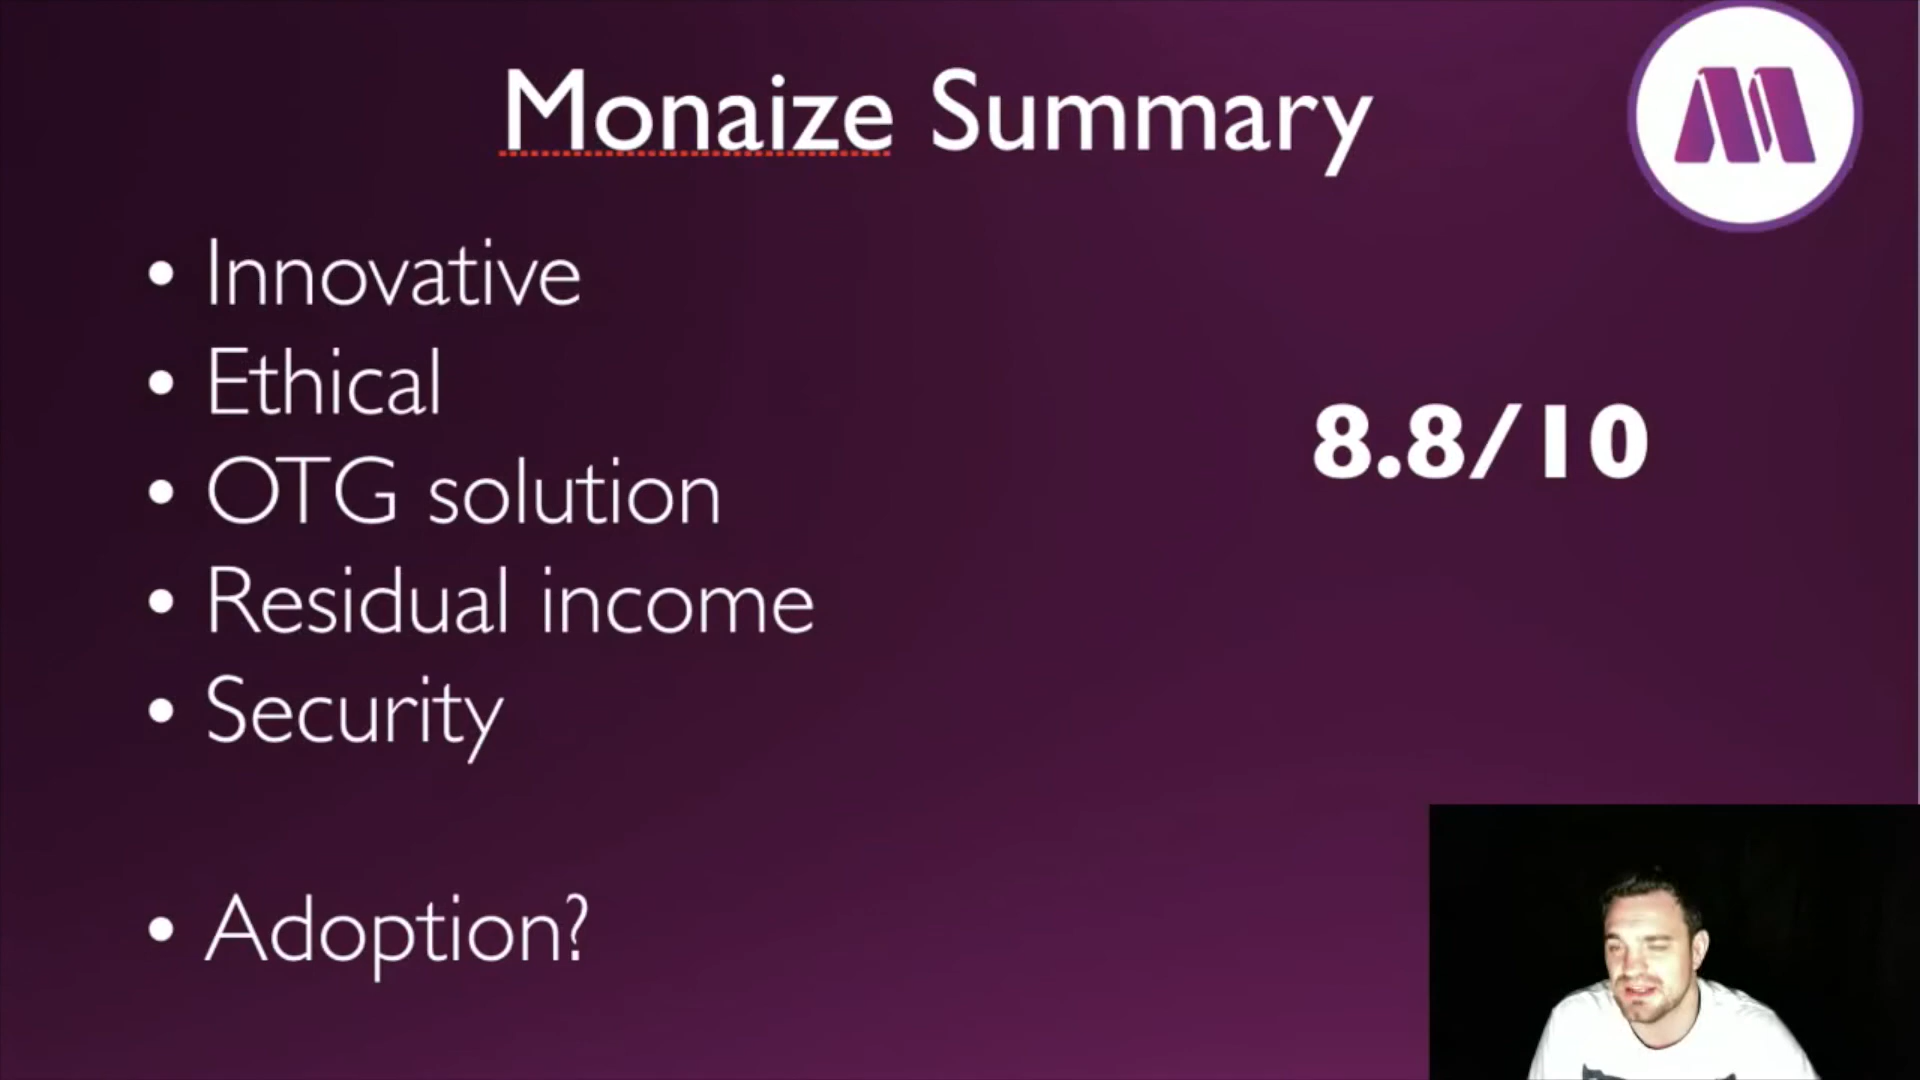 Monaize Summary
• Innovative
• Ethical
• OTG solution
• Residual income
• Security
• Adoption?
8.8/10